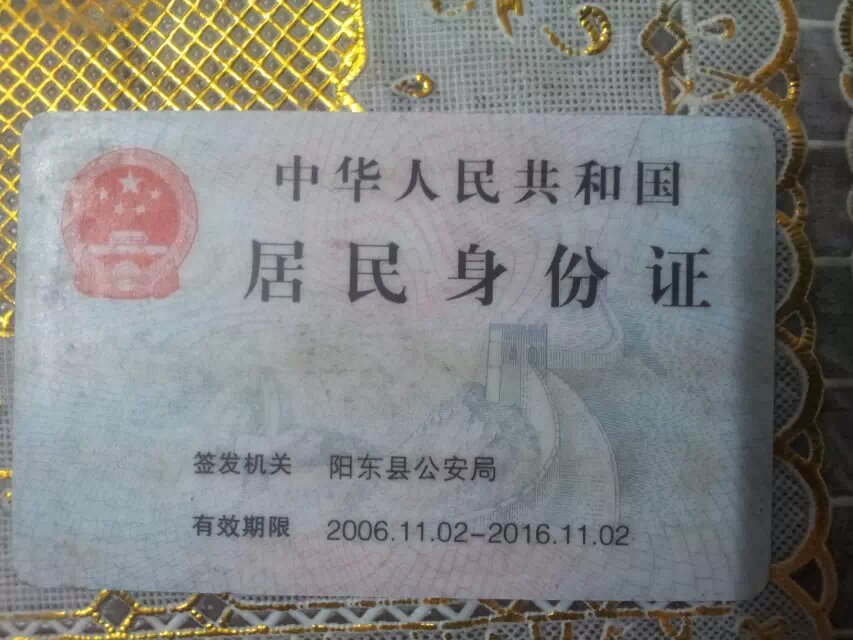 中华人民共和国
居民身份证
签发机关 阳东县公安局
有效期限 2006.11.02-2016.11.02